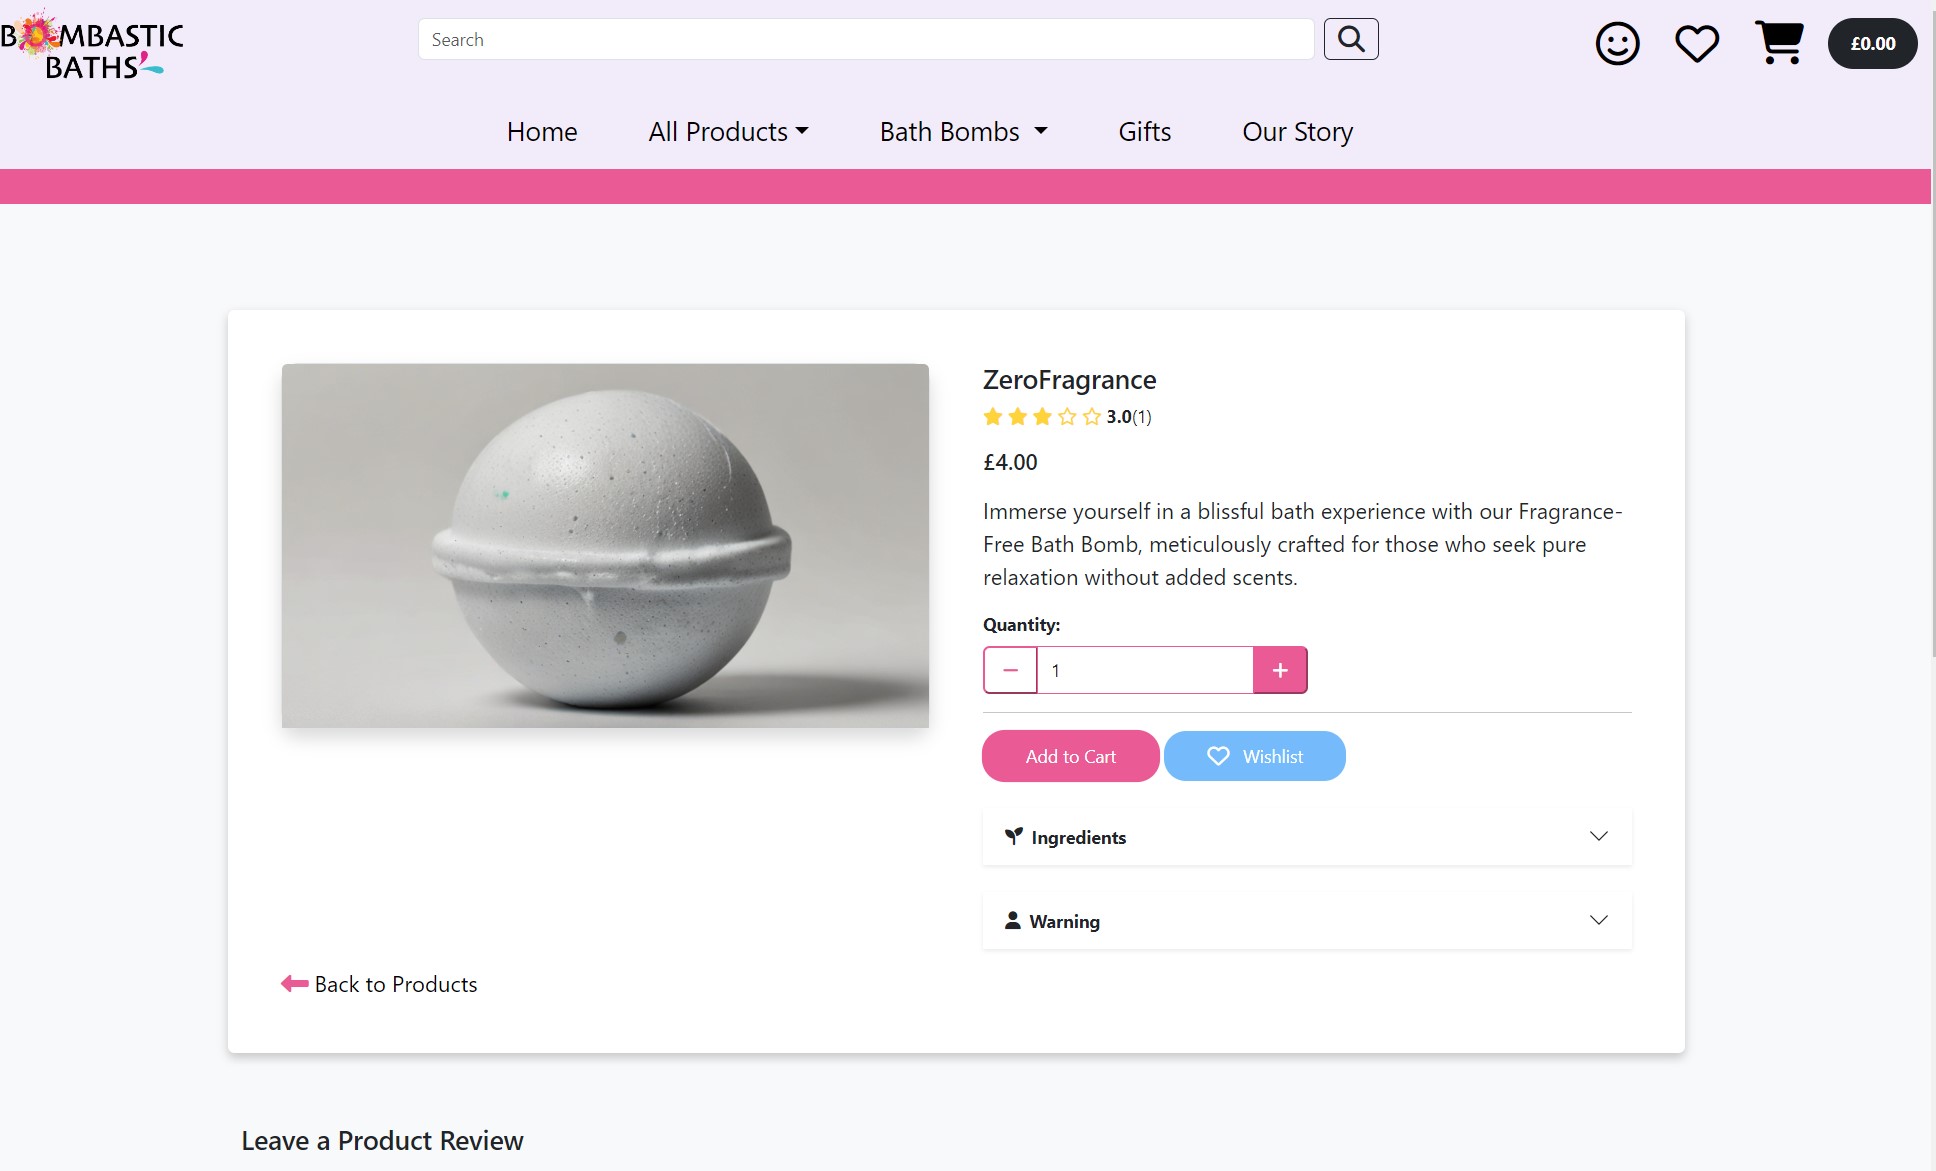 BOMBASTIC
BATHS
Search
£0.00
Home
All Products
Bath Bombs
Gifts
Our Story
ZeroFragrance
3.0(1)
£4.00
Immerse yourself in a blissful bath experience with our Fragrance-
Free Bath Bomb, meticulously crafted for those who seek pure
relaxation without added scents.
Quantity:
− 1 +
Add to Cart
Wishlist
Ingredients
Warning
Back to Products
Leave a Product Review